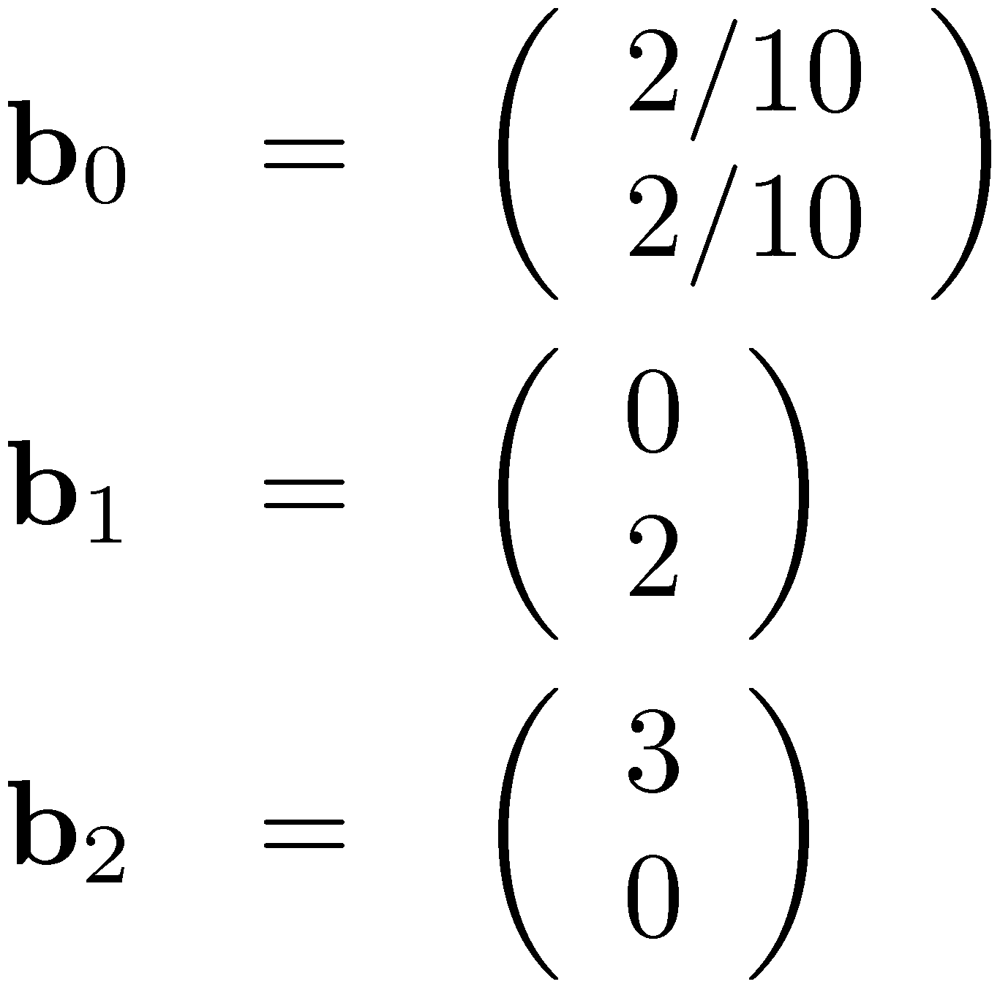 b₀ = ( 2/10
2/10 )
b₁ = ( 0
2 )
b₂ = ( 3
0 )